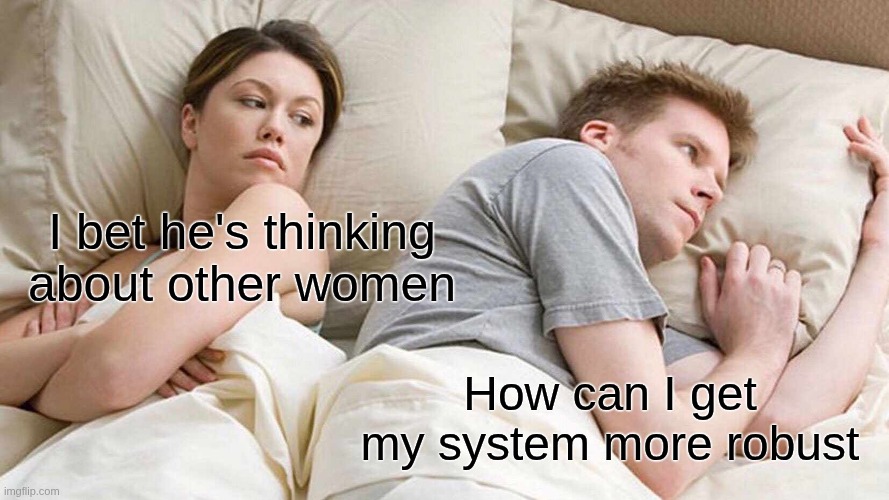 I bet he's thinking
about other women
How can I get
my system more robust
imgflip.com